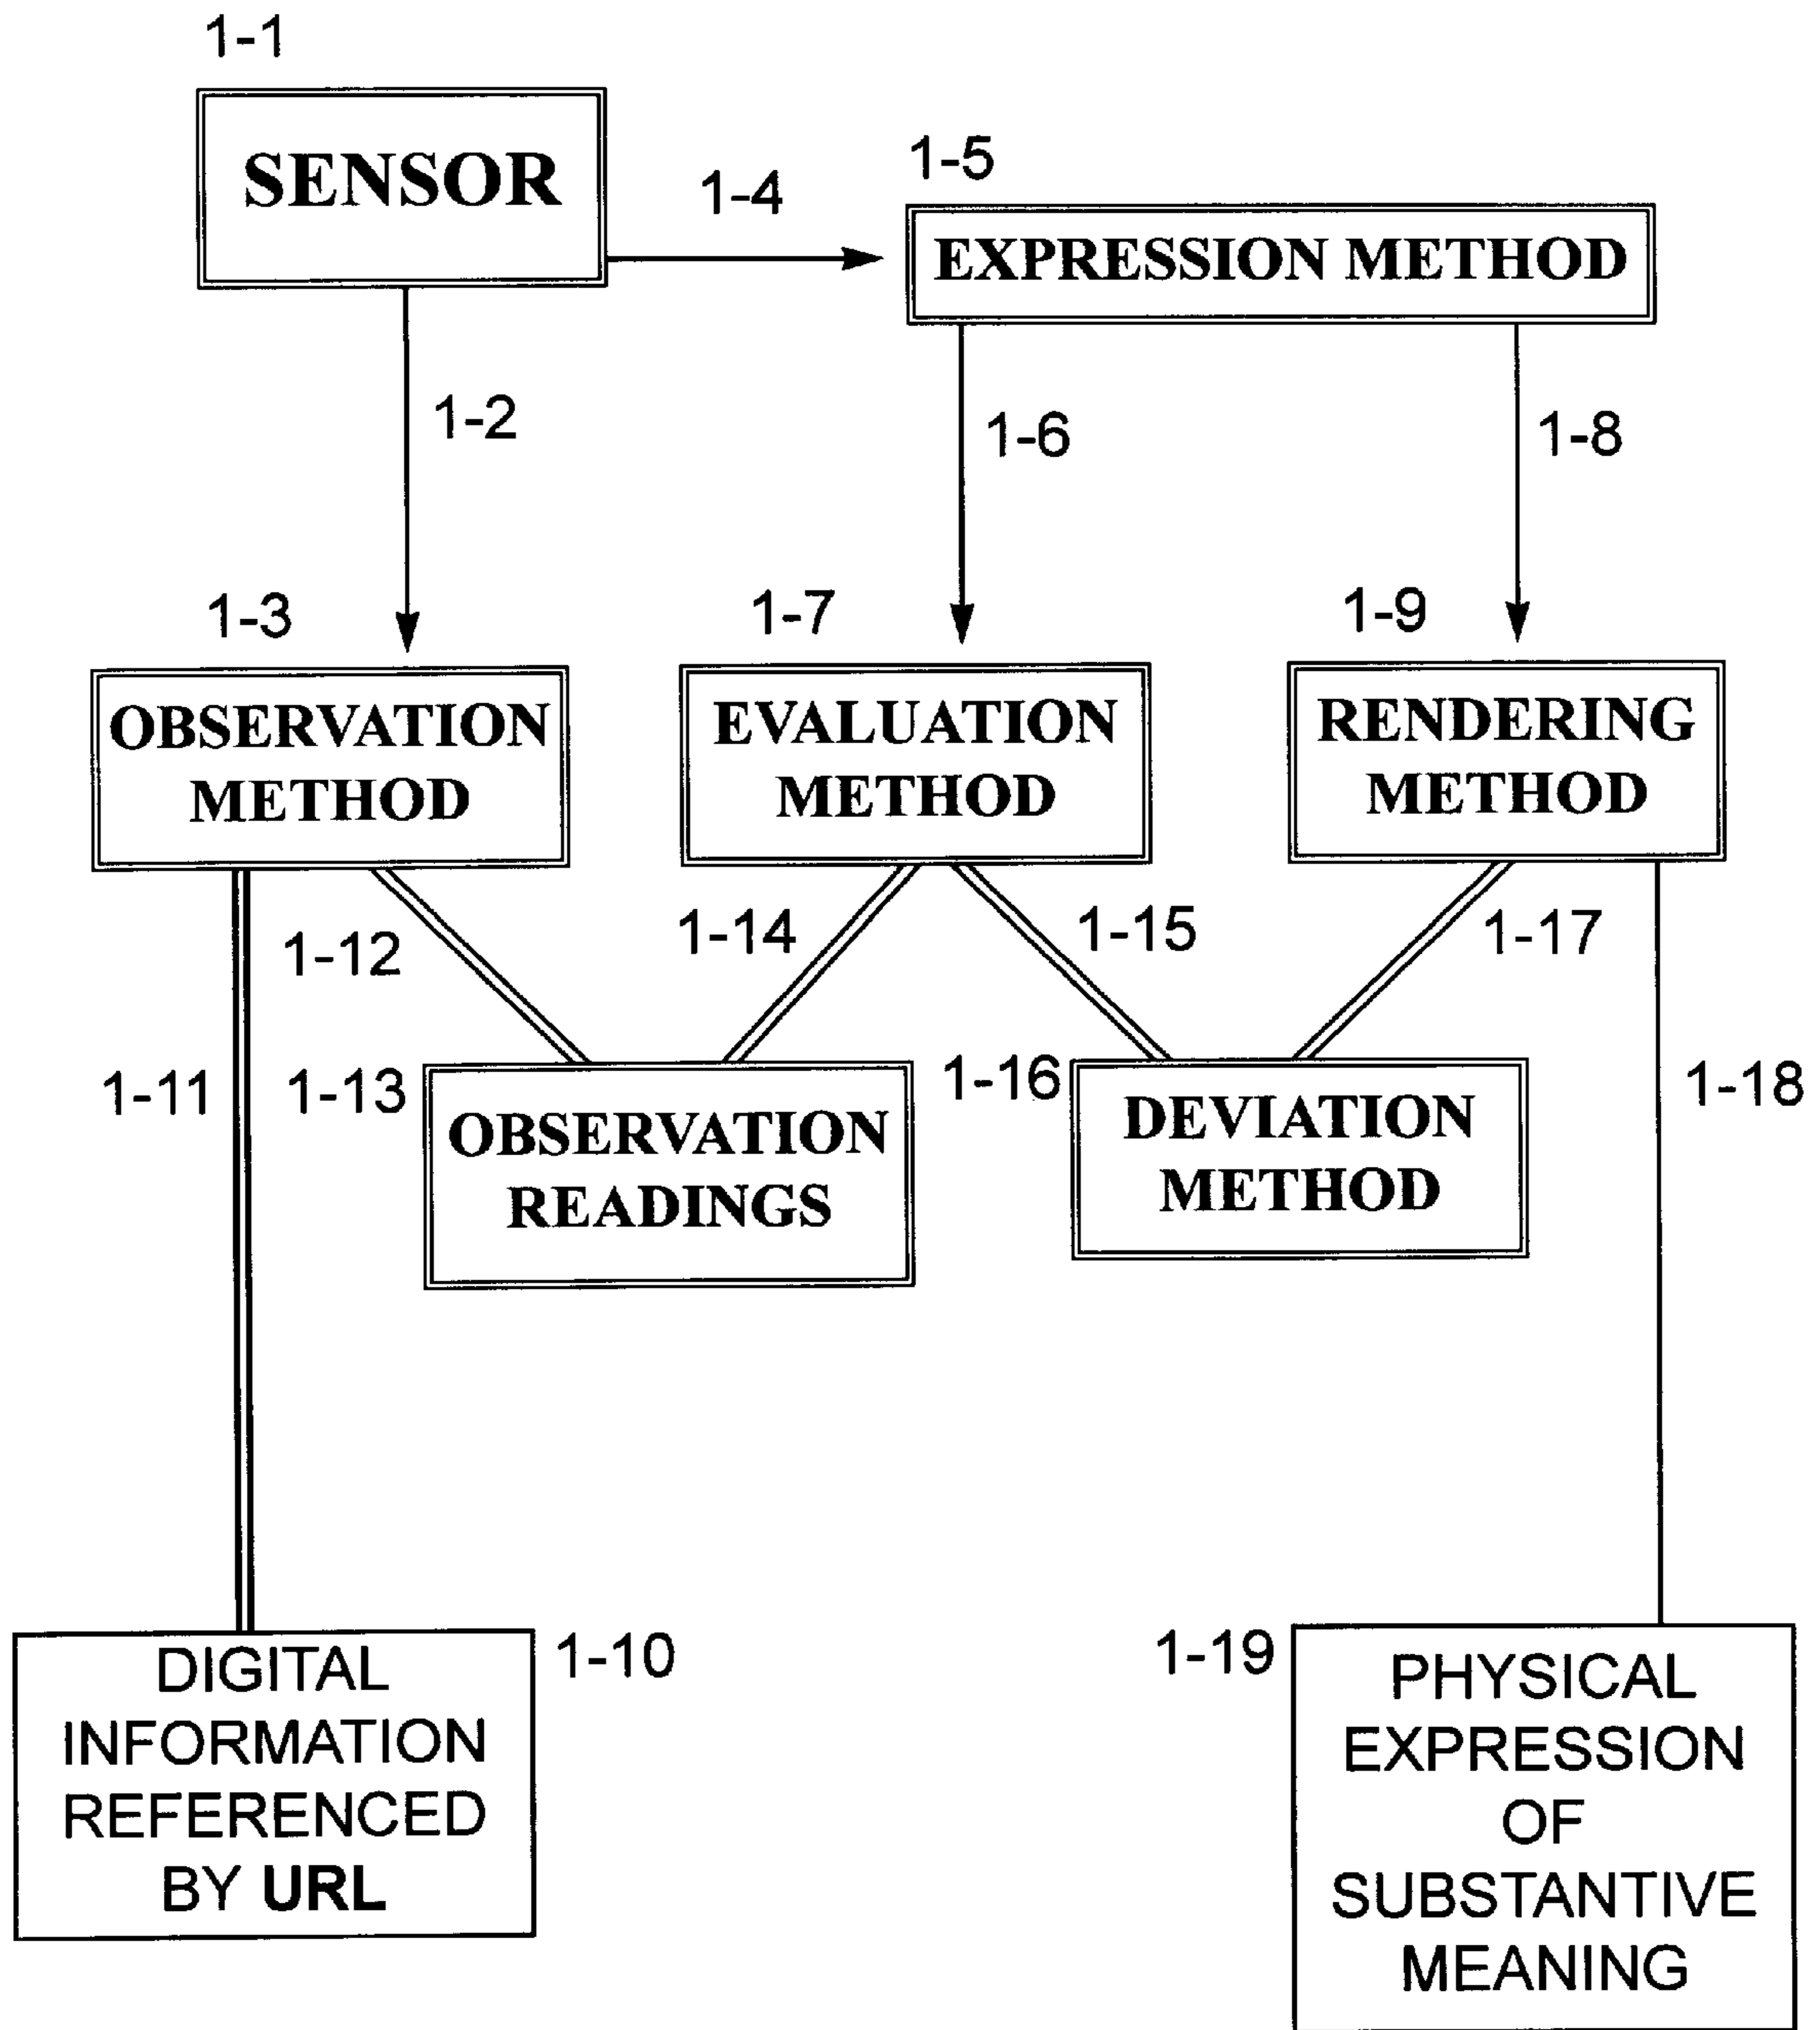 1-1
SENSOR
1-4
1-5
EXPRESSION METHOD
1-2
1-6
1-8
1-3
OBSERVATION
METHOD
1-7
EVALUATION
METHOD
1-9
RENDERING
METHOD
1-12
1-14
1-15
1-17
1-11
1-13
OBSERVATION
READINGS
1-16
DEVIATION
METHOD
1-18
DIGITAL
INFORMATION
REFERENCED
BY URL
1-10
1-19
PHYSICAL
EXPRESSION
OF
SUBSTANTIVE
MEANING